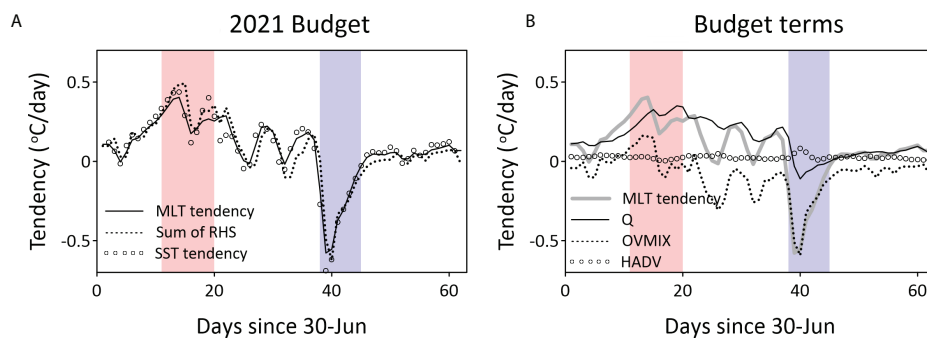 A
2021 Budget
Tendency (°C/day)
0.5
0
-0.5
MLT tendency
Sum of RHS
SST tendency
0
20
40
60
Days since 30-Jun
B
Budget terms
Tendency (°C/day)
0.5
0
-0.5
MLT tendency
Q
OVMIX
HADV
0
20
40
60
Days since 30-Jun